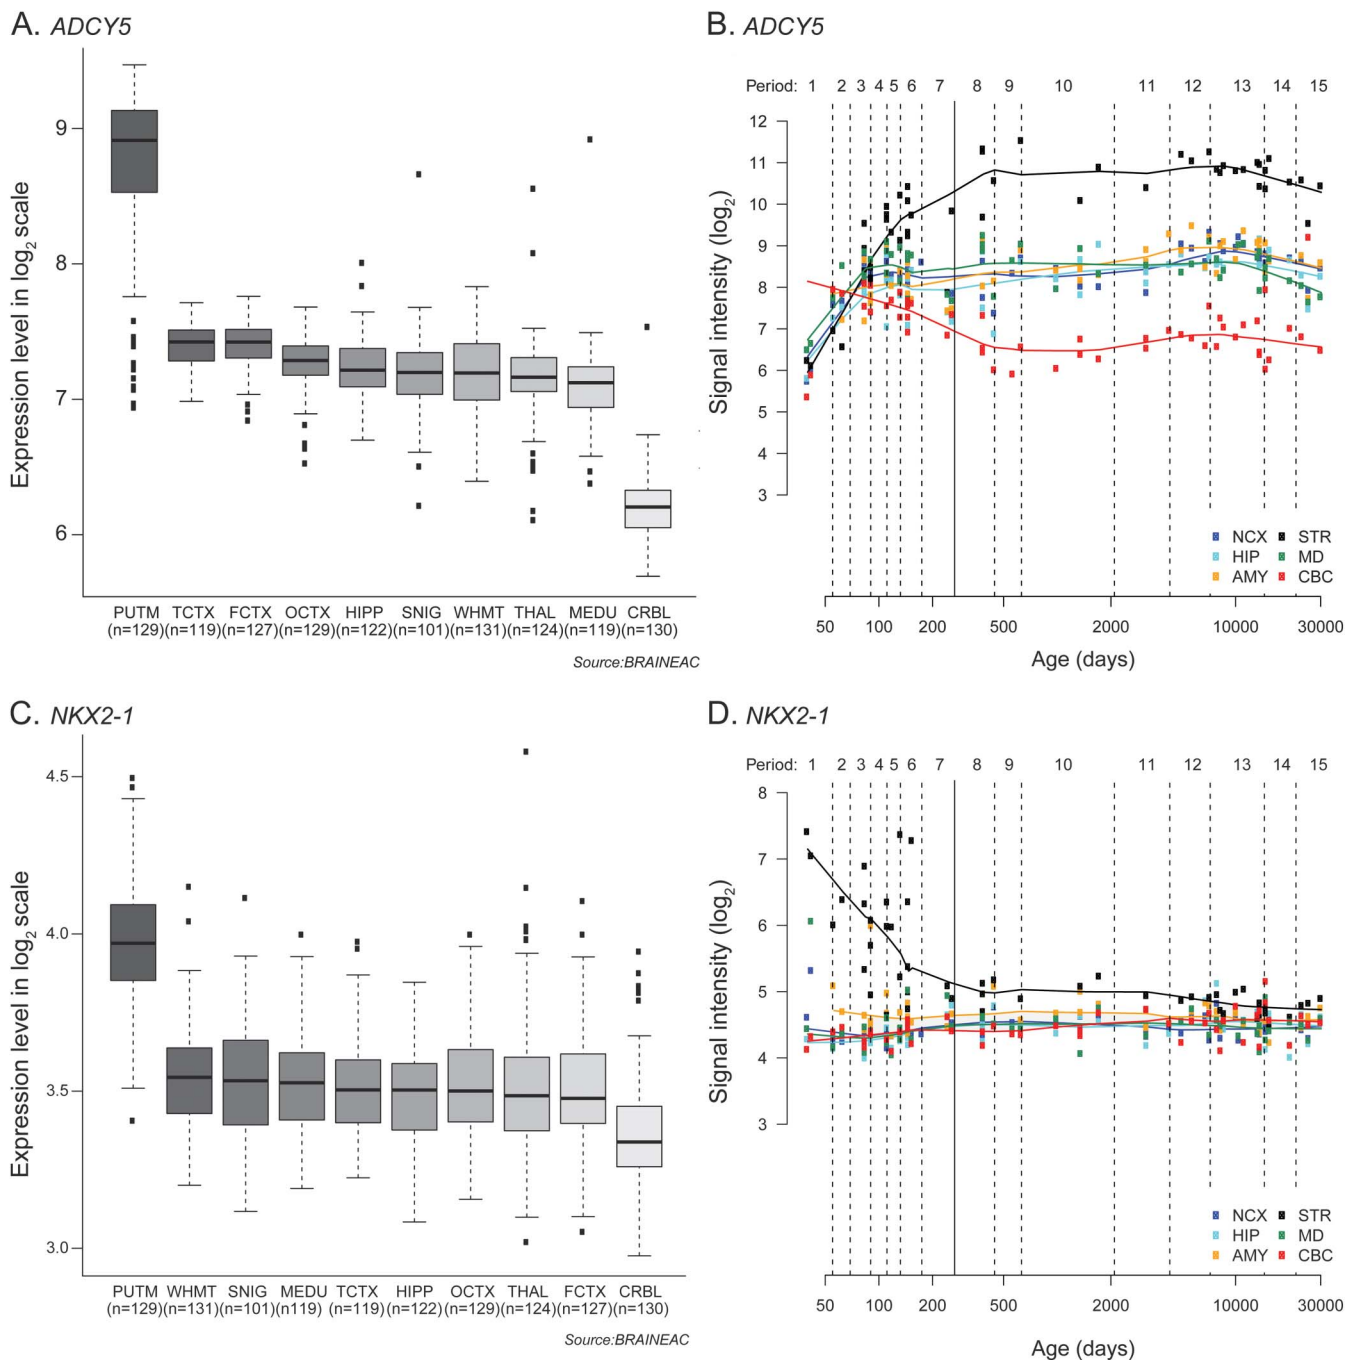 A. ADCY5
Expression level in log2 scale
9
8
7
6
PUTM TCTX FCTX OCTX HIPP SNIG WHMT THAL MEDU CRBL
(n=129) (n=119) (n=127) (n=129) (n=122) (n=101) (n=131) (n=124) (n=119) (n=130)
Source:BRAINEAC
B. ADCY5
Period: 1 2 3 4 5 6 7 8 9 10 11 12 13 14 15
Signal intensity (log2)
12
11
10
9
8
7
6
5
4
3
NCX STR
HIP MD
AMY CBC
50 100 200 500 2000 10000 30000
Age (days)
C. NKX2-1
Expression level in log2 scale
4.5
4.0
3.5
3.0
PUTM WHMT SNIG MEDU TCTX HIPP OCTX THAL FCTX CRBL
(n=129) (n=131) (n=101) (n119) (n=119) (n=122) (n=129) (n=124) (n=127) (n=130)
Source:BRAINEAC
D. NKX2-1
Period: 1 2 3 4 5 6 7 8 9 10 11 12 13 14 15
Signal intensity (log2)
8
7
6
5
4
3
NCX STR
HIP MD
AMY CBC
50 100 200 500 2000 10000 30000
Age (days)